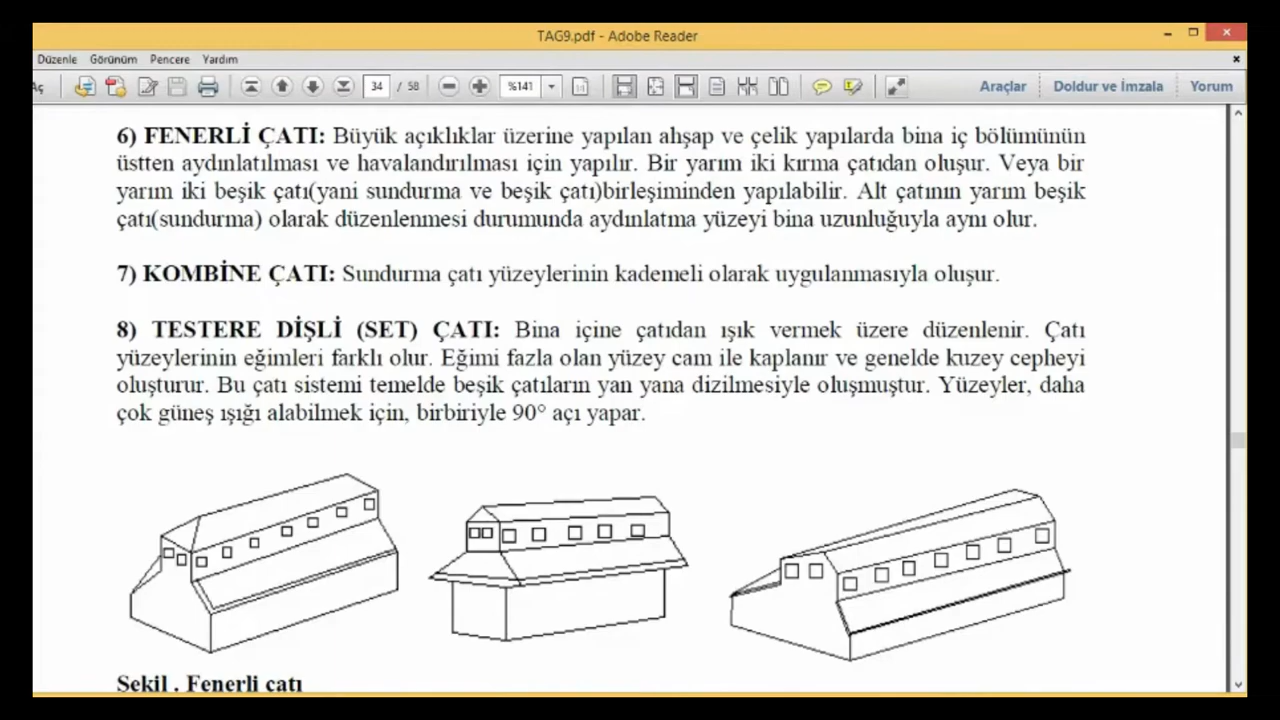 TAG9.pdf - Adobe Reader
Düzenle Görünüm Pencere Yardım
Aç 34 / 58 %141 Araçlar Doldur ve İmzala Yorum
6) FENERLİ ÇATI: Büyük açıklıklar üzerine yapılan ahşap ve çelik yapılarda bina iç bölümünün
üstten aydınlatılması ve havalandırılması için yapılır. Bir yarım iki kırma çatıdan oluşur. Veya bir
yarım iki beşik çatı(yani sundurma ve beşik çatı)birleşiminden yapılabilir. Alt çatının yarım beşik
çatı(sundurma) olarak düzenlenmesi durumunda aydınlatma yüzeyi bina uzunluğuyla aynı olur.
7) KOMBİNE ÇATI: Sundurma çatı yüzeylerinin kademeli olarak uygulanmasıyla oluşur.
8) TESTERE DİŞLİ (SET) ÇATI: Bina içine çatıdan ışık vermek üzere düzenlenir. Çatı
yüzeylerinin eğimleri farklı olur. Eğimi fazla olan yüzey cam ile kaplanır ve genelde kuzey cepheyi
oluşturur. Bu çatı sistemi temelde beşik çatıların yan yana dizilmesiyle oluşmuştur. Yüzeyler, daha
çok güneş ışığı alabilmek için, birbiriyle 90° açı yapar.
Şekil . Fenerli çatı